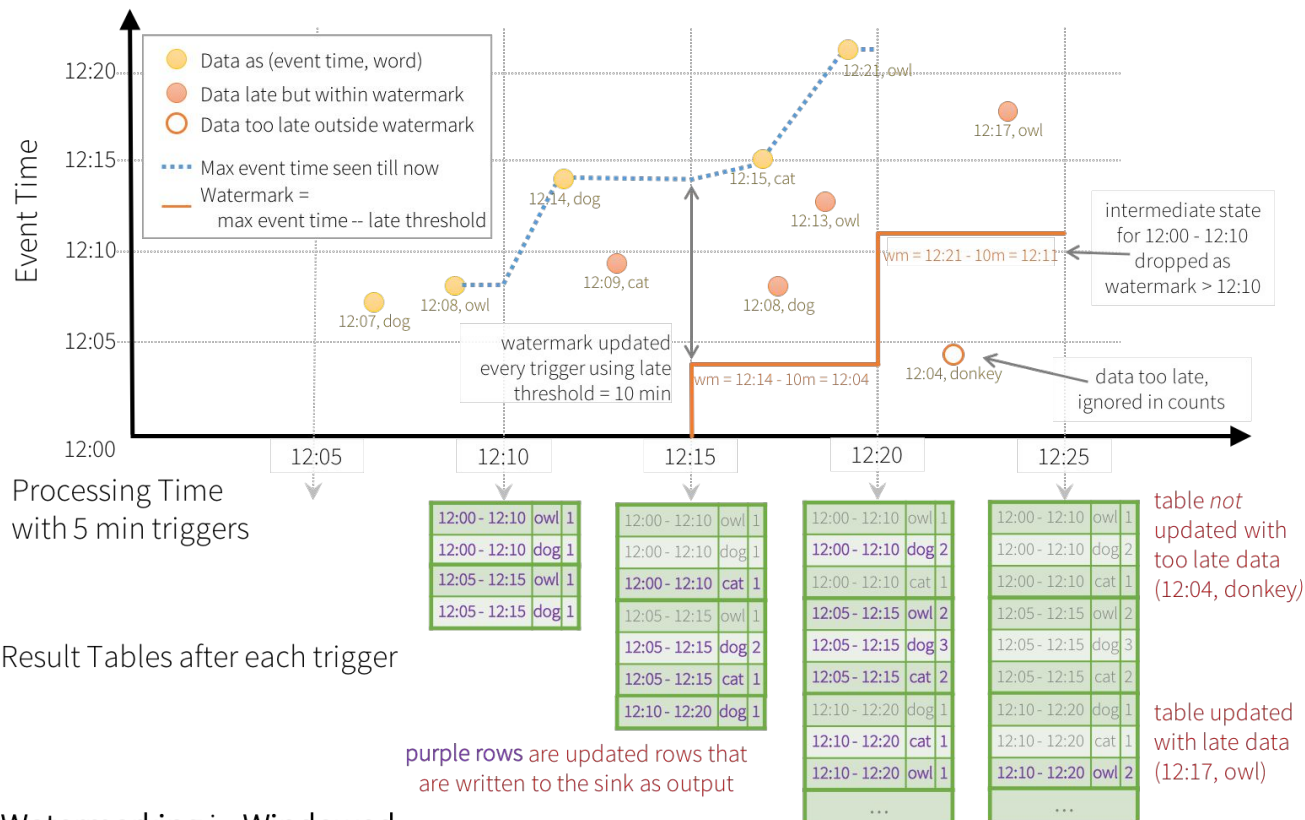 Data as (event time, word)
Data late but within watermark
Data too late outside watermark
Max event time seen till now
Watermark =
max event time -- late threshold
Event Time
12:20
12:15
12:10
12:05
12:00
12:21, owl
12:17, owl
12:15, cat
12:14, dog
12:13, owl
12:09, cat
12:08, dog
12:08, owl
12:07, dog
12:04, donkey
wm = 12:21 - 10m = 12:11
wm = 12:14 - 10m = 12:04
intermediate state
for 12:00 - 12:10
dropped as
watermark > 12:10
watermark updated
every trigger using late
threshold = 10 min
data too late,
ignored in counts
12:05
12:10
12:15
12:20
12:25
Processing Time
with 5 min triggers
12:00 - 12:10 owl 1
12:00 - 12:10 dog 1
12:05 - 12:15 owl 1
12:05 - 12:15 dog 1
12:00 - 12:10 owl 1
12:00 - 12:10 dog 1
12:00 - 12:10 cat 1
12:05 - 12:15 owl 1
12:05 - 12:15 dog 2
12:05 - 12:15 cat 1
12:10 - 12:20 dog 1
12:00 - 12:10 owl 1
12:00 - 12:10 dog 2
12:00 - 12:10 cat 1
12:05 - 12:15 owl 2
12:05 - 12:15 dog 3
12:05 - 12:15 cat 2
12:10 - 12:20 dog 1
12:10 - 12:20 cat 1
12:10 - 12:20 owl 1
...
12:00 - 12:10 owl 1
12:00 - 12:10 dog 2
12:00 - 12:10 cat 1
12:05 - 12:15 owl 2
12:05 - 12:15 dog 3
12:05 - 12:15 cat 2
12:10 - 12:20 dog 1
12:10 - 12:20 cat 1
12:10 - 12:20 owl 2
...
table not
updated with
too late data
(12:04, donkey)
Result Tables after each trigger
table updated
with late data
(12:17, owl)
purple rows are updated rows that
are written to the sink as output